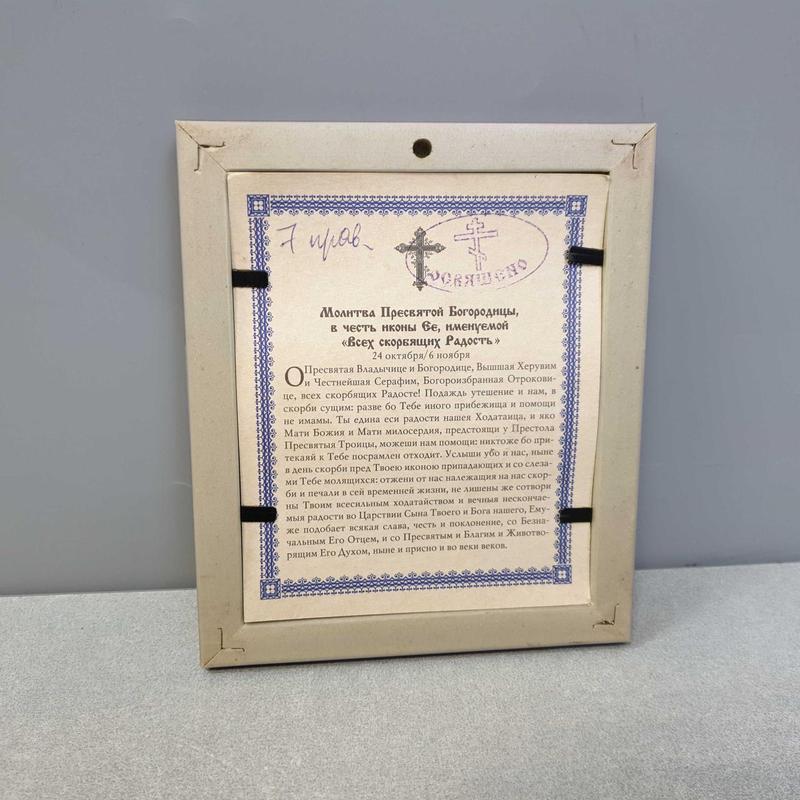 7 прав.
освящено
Молитва Пресвятой Богородицы,
в честь иконы Ее, именуемой
«Всех скорбящих Радость»
24 октября/6 ноября
О Пресвятая Владычице и Богородице, Вышшая Херувим
и Честнейшая Серафим, Богоизбранная Отрокови-
це, всех скорбящих Радосте! Подаждь утешение и нам, в
скорби сущим: разве бо Тебе иного прибежища и помощи
не имамы. Ты едина еси радости нашея Ходатаица, и яко
Мати Божия и Мати милосердия, предстоящи у Престола
Пресвятыя Троицы, можеши нам помощи: никтоже бо при-
текаяй к Тебе посрамлен отходит. Услыши убо и нас, ныне
в день скорби пред Твоею иконою припадающих и со слеза-
ми Тебе молящихся: отжени от нас належащия на нас скор-
би и печали в сей временней жизни, не лишены же сотвори
ны Твоим всесильным ходатайством и вечныя нескончае-
мыя радости во Царствии Сына Твоего и Бога нашего, Ему-
же подобает всякая слава, честь и поклонение, со Безна-
чальным Его Отцем, и со Пресвятым и Благим и Животво-
рящим Его Духом, ныне и присно и во веки веков.